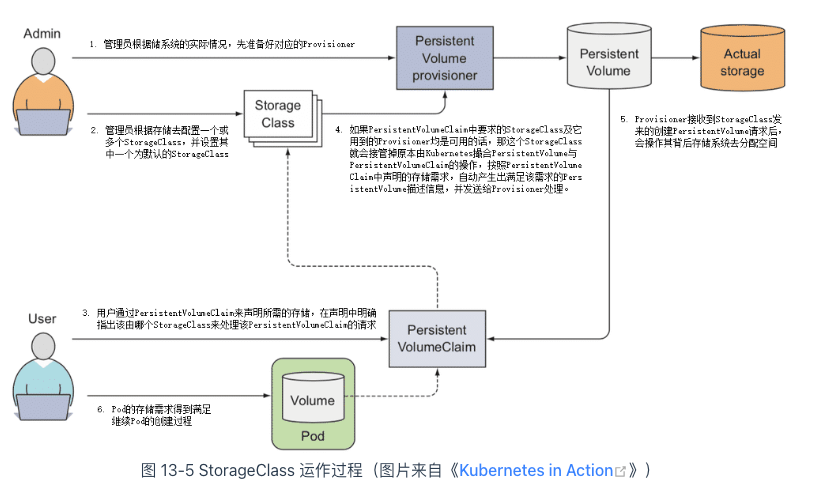 Admin
1. 管理员根据储系统的实际情况，先准备好对应的Provisioner
Persistent
Volume
provisioner
Persistent
Volume
Actual
storage
Storage
Class
2. 管理员根据存储去配置一个或
多个StorageClass，并设置其
中一个为默认的StorageClass
4. 如果PersistentVolumeClaim中要求的StorageClass及它
用到的Provisioner均是可用的话，那这个StorageClass
就会接管掉原本由Kubernetes撮合PersistentVolume与
PersistentVolumeClaim的操作，按照PersistentVolume
Claim中声明的存储需求，自动产生出满足该需求的Pers
istentVolume描述信息，并发送给Provisioner处理。
5. Provisioner接收到StorageClass发
来的创建PersistentVolume请求后，
会操作其背后存储系统去分配空间
User
3. 用户通过PersistentVolumeClaim来声明所需的存储，在声明中明确
指出该由哪个StorageClass来处理该PersistentVolumeClaim的请求
Persistent
VolumeClaim
6. Pod的存储需求得到满足
继续Pod的创建过程
Volume
Pod
图 13-5 StorageClass 运作过程（图片来自《Kubernetes in Action》）